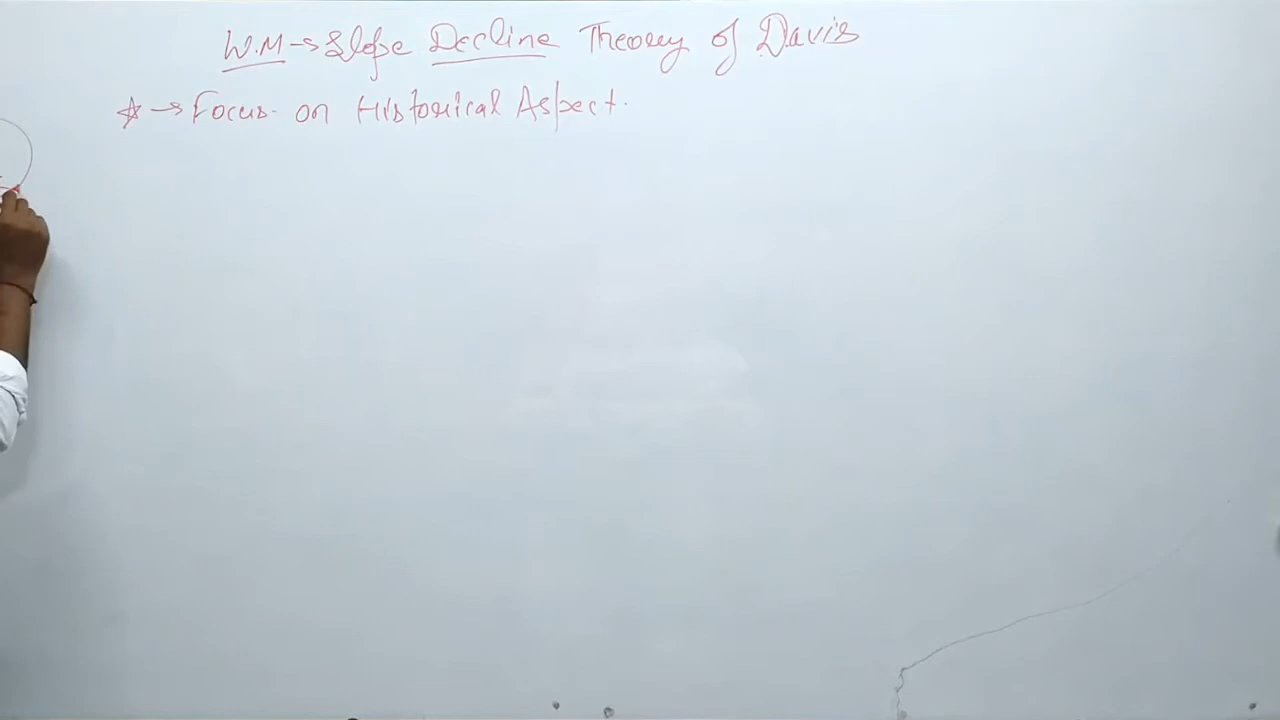 W.M → Slope Decline Theory of Davis
☆ → Focus on Historical Aspect.